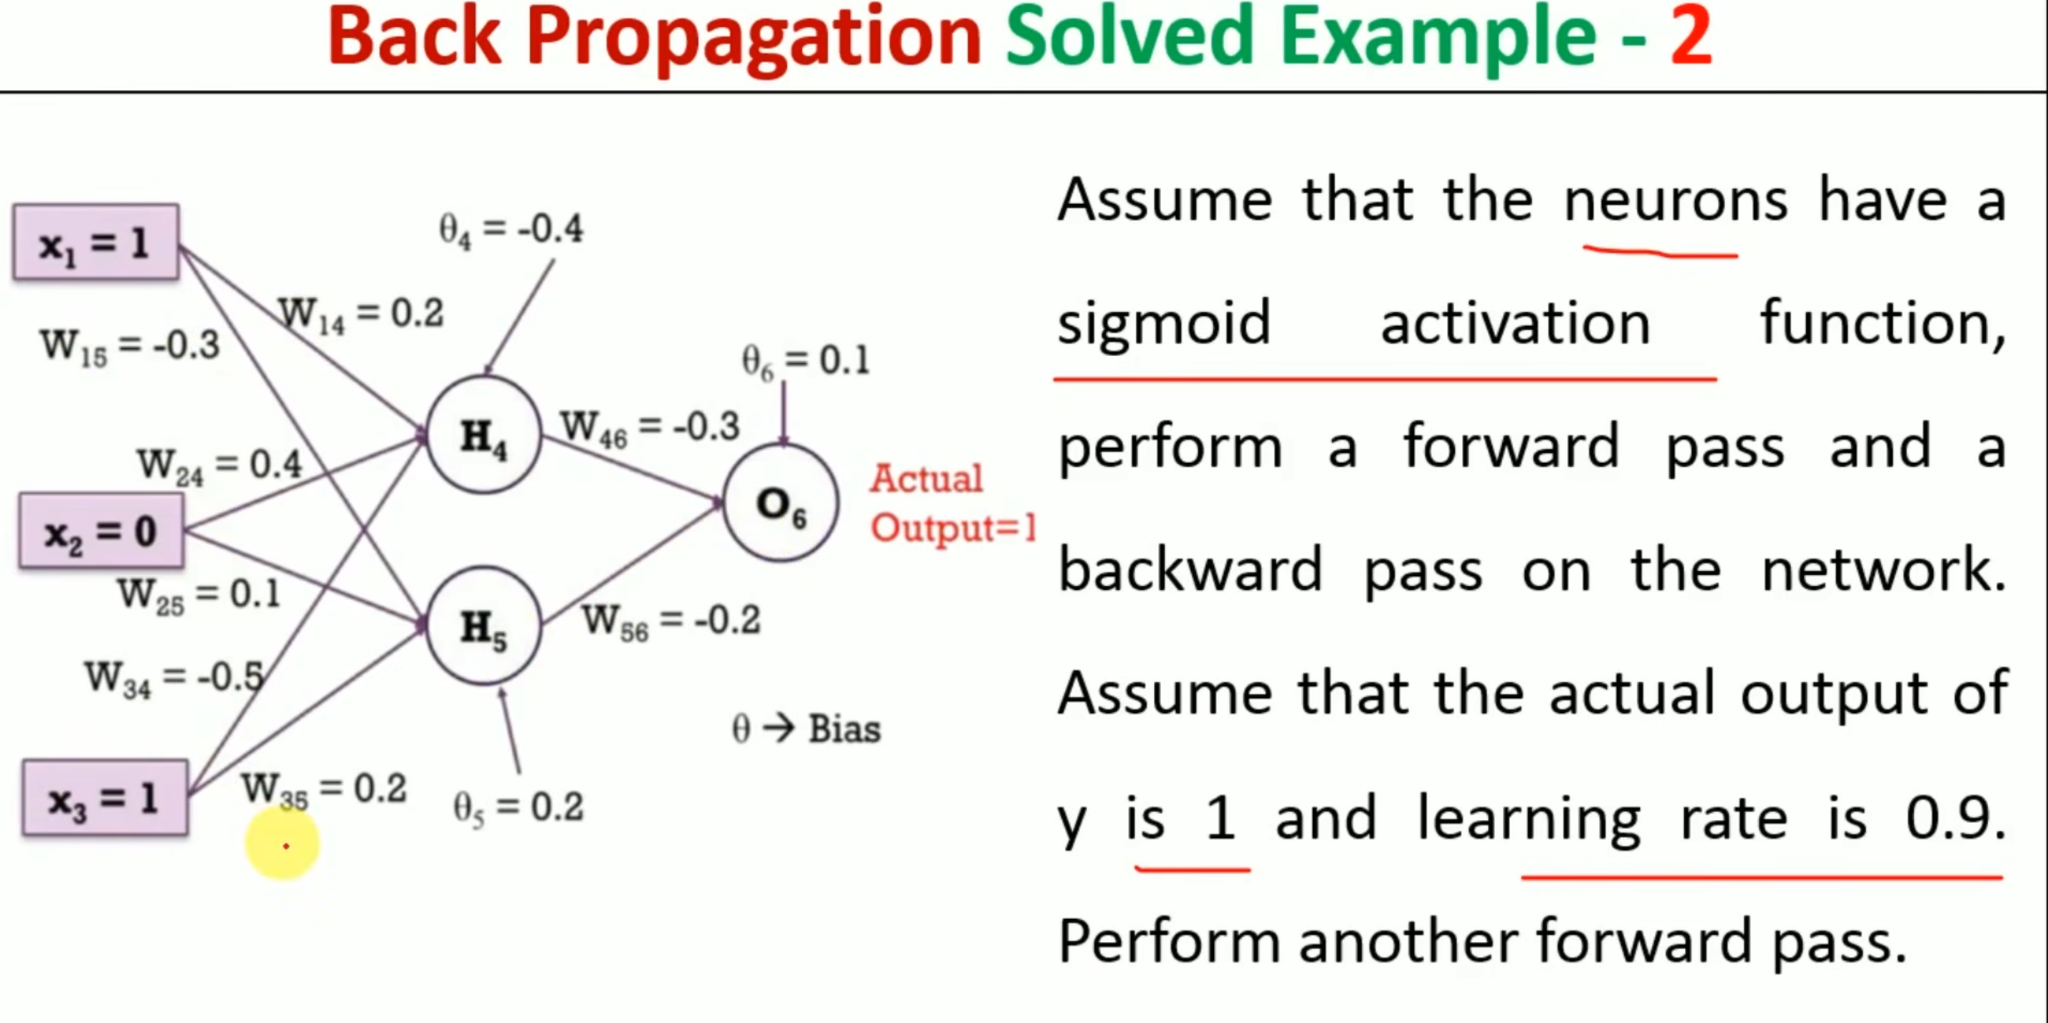 Back Propagation Solved Example - 2
x₁ = 1
θ₄ = -0.4
W₁₄ = 0.2
W₁₅ = -0.3
θ₆ = 0.1
H₄
W₄₆ = -0.3
W₂₄ = 0.4
O₆
Actual
Output=1
x₂ = 0
W₂₅ = 0.1
H₅
W₅₆ = -0.2
W₃₄ = -0.5
θ → Bias
x₃ = 1
W₃₅ = 0.2
θ₅ = 0.2
Assume that the neurons have a
sigmoid activation function,
perform a forward pass and a
backward pass on the network.
Assume that the actual output of
y is 1 and learning rate is 0.9.
Perform another forward pass.